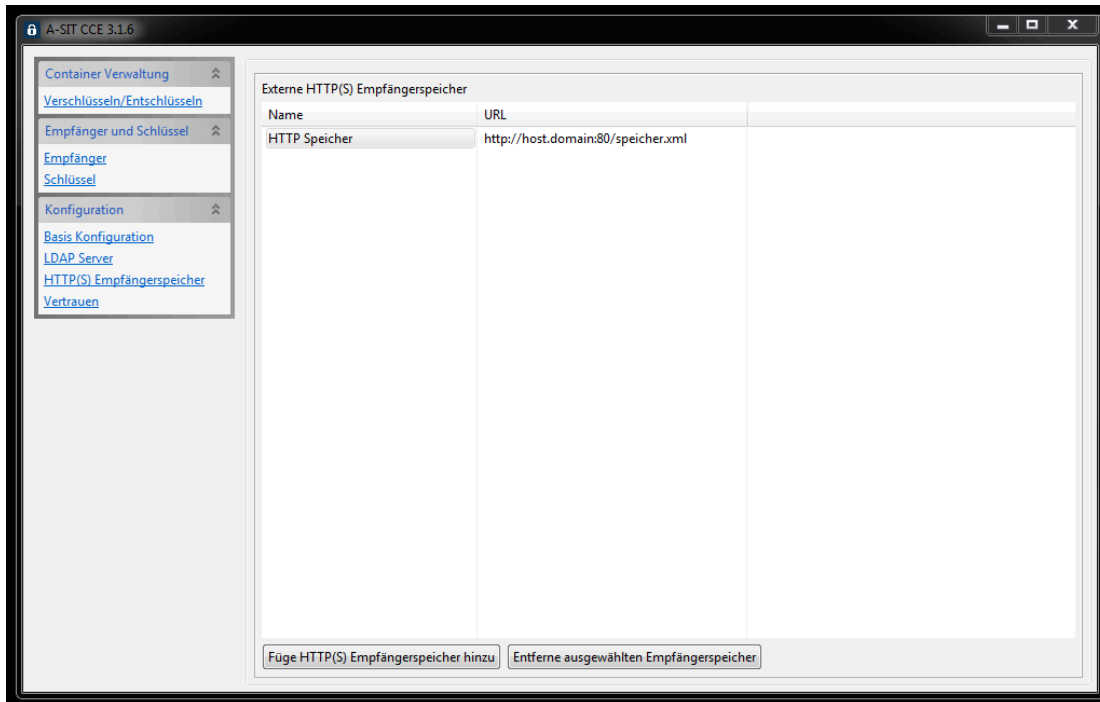 A-SIT CCE 3.1.6
Container Verwaltung
Verschlüsseln/Entschlüsseln
Empfänger und Schlüssel
Empfänger
Schlüssel
Konfiguration
Basis Konfiguration
LDAP Server
HTTP(S) Empfängerspeicher
Vertrauen
Externe HTTP(S) Empfängerspeicher
Name URL
HTTP Speicher http://host.domain:80/speicher.xml
Füge HTTP(S) Empfängerspeicher hinzu Entferne ausgewählten Empfängerspeicher